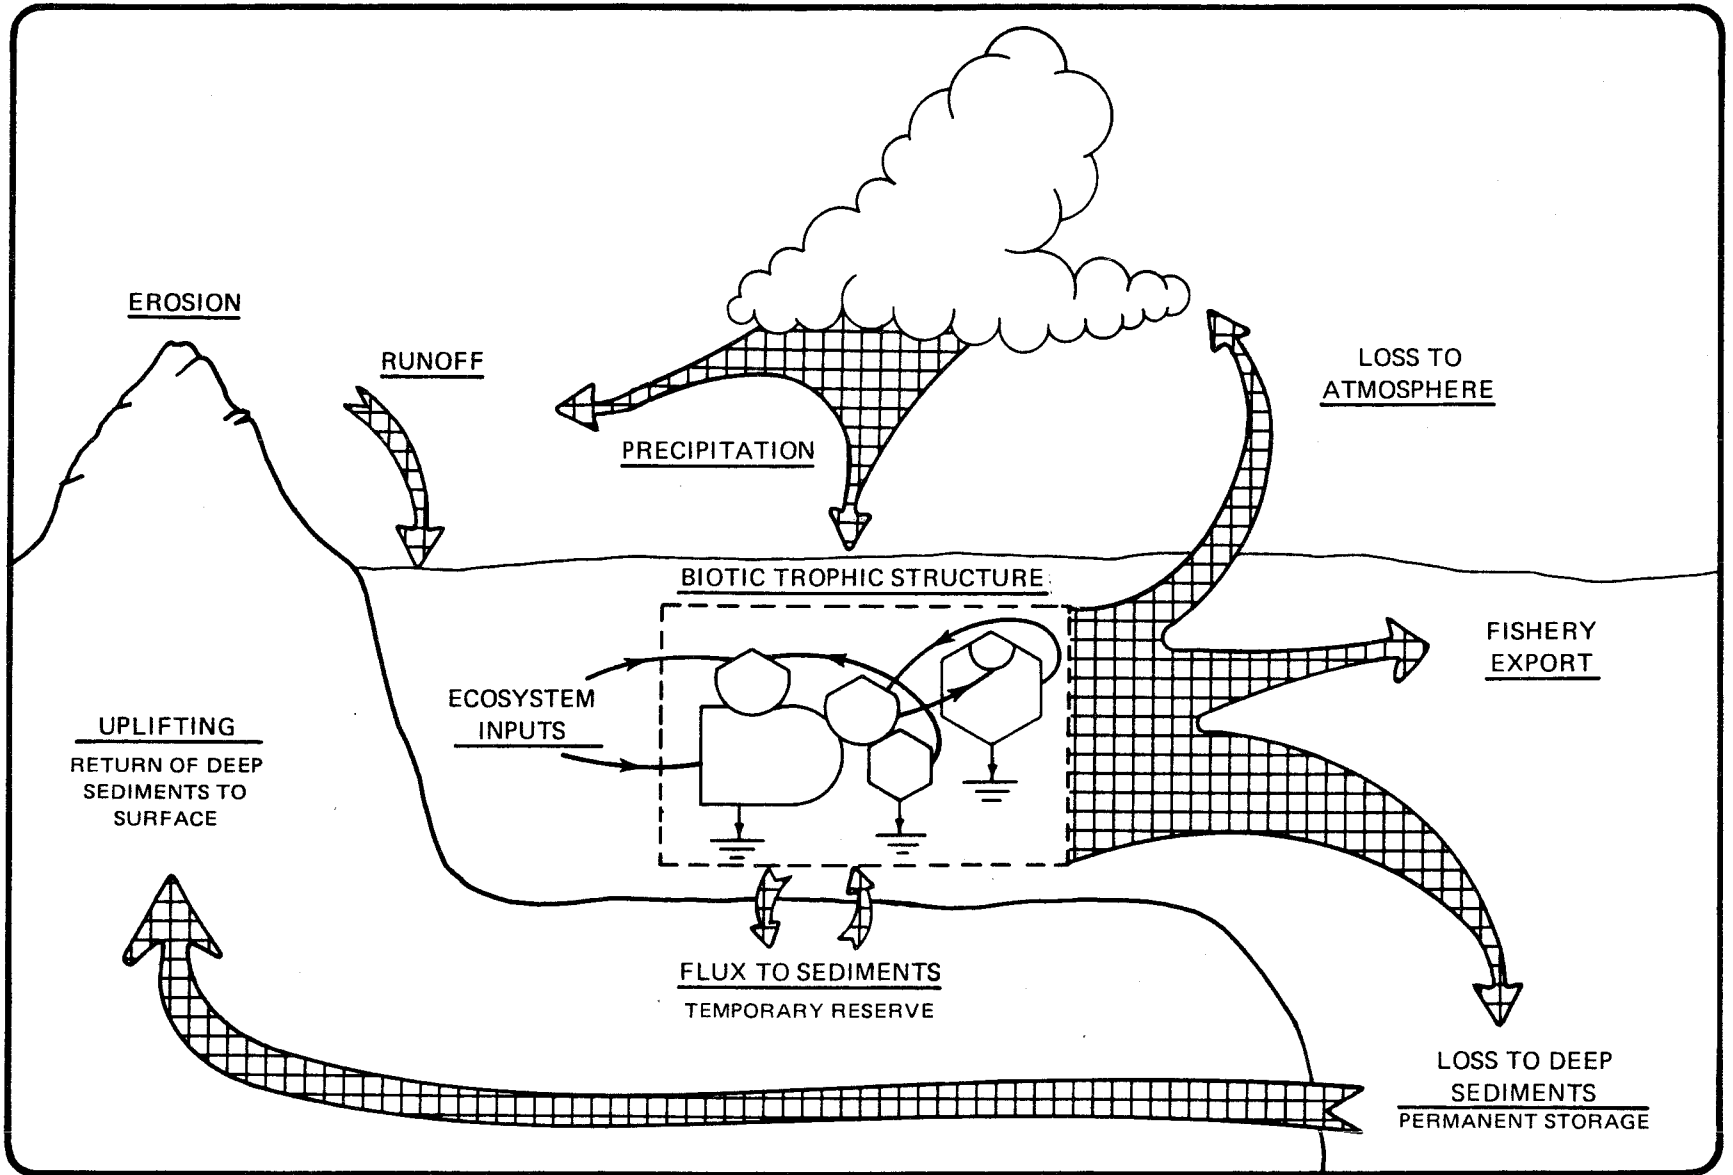 EROSION
RUNOFF
PRECIPITATION
LOSS TO
ATMOSPHERE
BIOTIC TROPHIC STRUCTURE
FISHERY
EXPORT
ECOSYSTEM
INPUTS
UPLIFTING
RETURN OF DEEP
SEDIMENTS TO
SURFACE
FLUX TO SEDIMENTS
TEMPORARY RESERVE
LOSS TO DEEP
SEDIMENTS
PERMANENT STORAGE